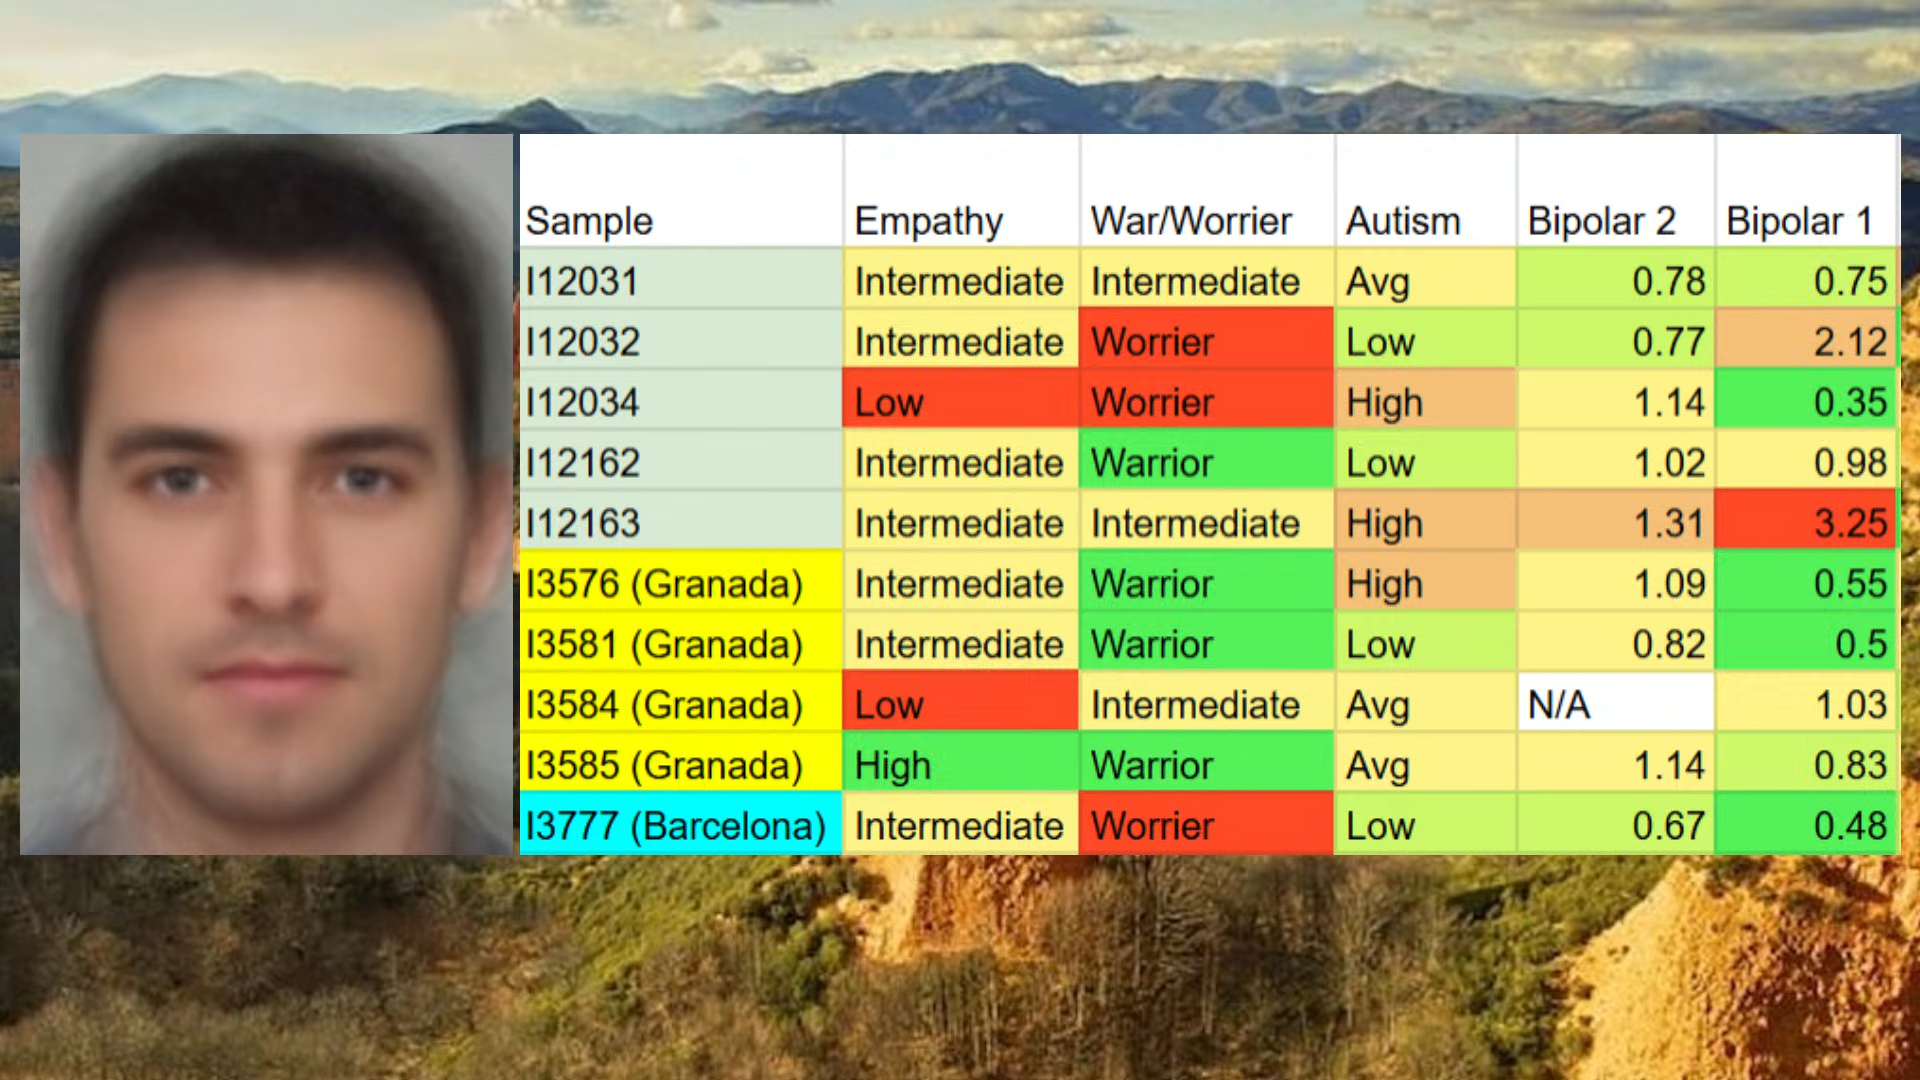 Sample Empathy War/Worrier Autism Bipolar 2 Bipolar 1
I12031 Intermediate Intermediate Avg 0.78 0.75
I12032 Intermediate Worrier Low 0.77 2.12
I12034 Low Worrier High 1.14 0.35
I12162 Intermediate Warrior Low 1.02 0.98
I12163 Intermediate Intermediate High 1.31 3.25
I3576 (Granada) Intermediate Warrior High 1.09 0.55
I3581 (Granada) Intermediate Warrior Low 0.82 0.5
I3584 (Granada) Low Intermediate Avg N/A 1.03
I3585 (Granada) High Warrior Avg 1.14 0.83
I3777 (Barcelona) Intermediate Worrier Low 0.67 0.48